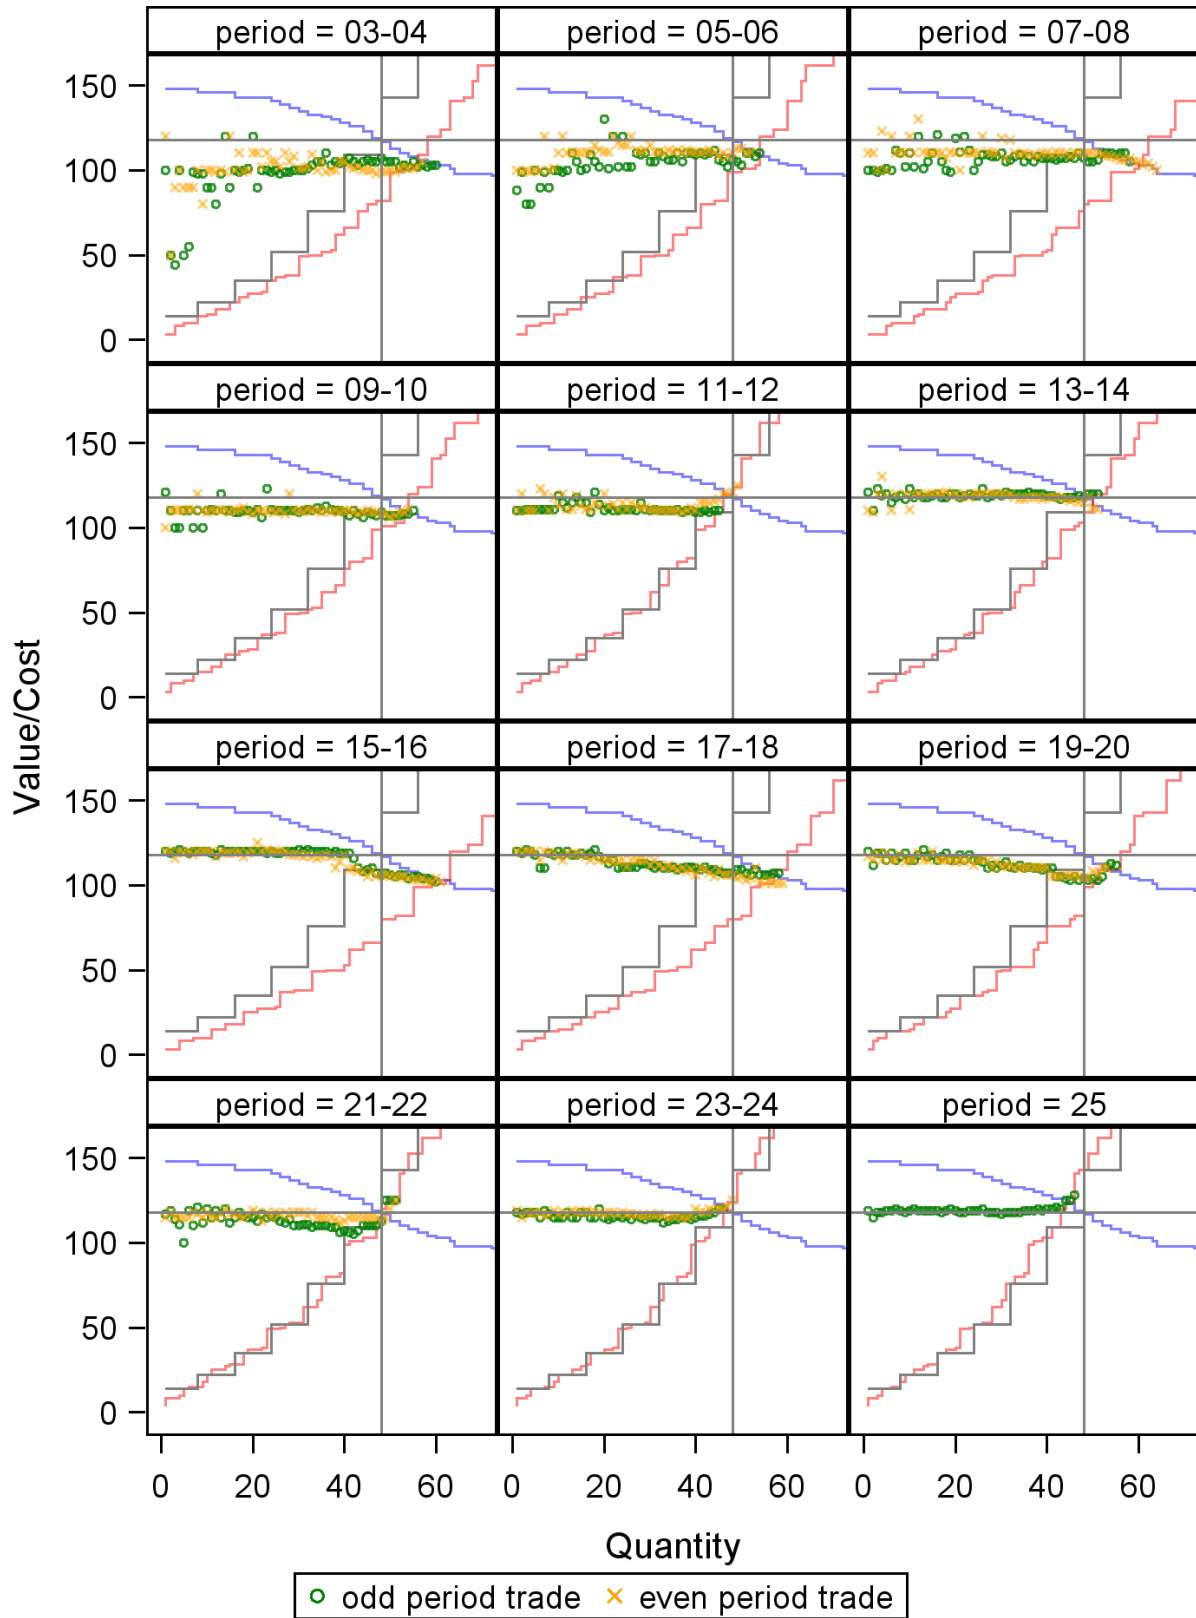 period = 03-04 period = 05-06 period = 07-08
150
100
50
0
period = 09-10 period = 11-12 period = 13-14
150
100
50
0
Value/Cost
period = 15-16 period = 17-18 period = 19-20
150
100
50
0
period = 21-22 period = 23-24 period = 25
150
100
50
0
0 20 40 60 0 20 40 60 0 20 40 60
Quantity
odd period trade even period trade